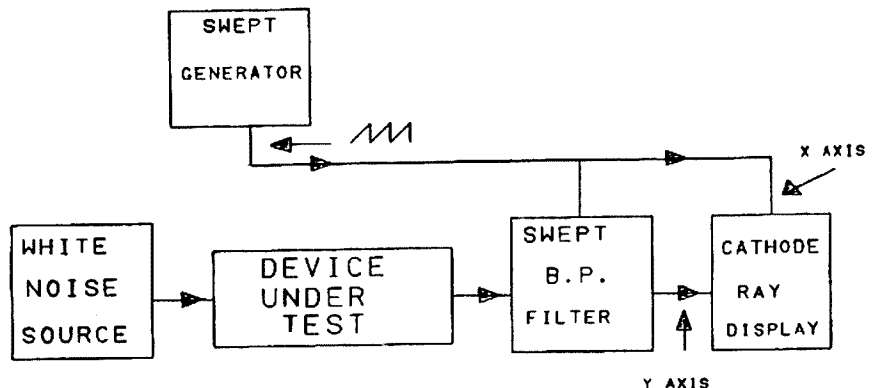 SWEPT
GENERATOR
X AXIS
WHITE
NOISE
SOURCE
DEVICE
UNDER
TEST
SWEPT
B.P.
FILTER
CATHODE
RAY
DISPLAY
Y AXIS